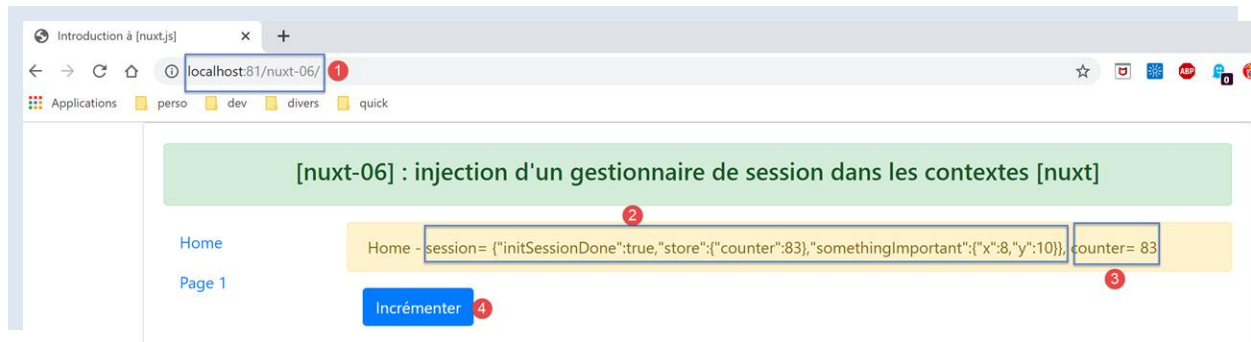 Introduction à [nuxt.js]
localhost:81/nuxt-06/ 1
ABP 0
Applications perso dev divers quick
[nuxt-06] : injection d'un gestionnaire de session dans les contextes [nuxt]
2
Home
Home - session= {"initSessionDone":true,"store":{"counter":83},"somethingImportant":{"x":8,"y":10}}, counter= 83
3
Page 1
Incrémenter 4